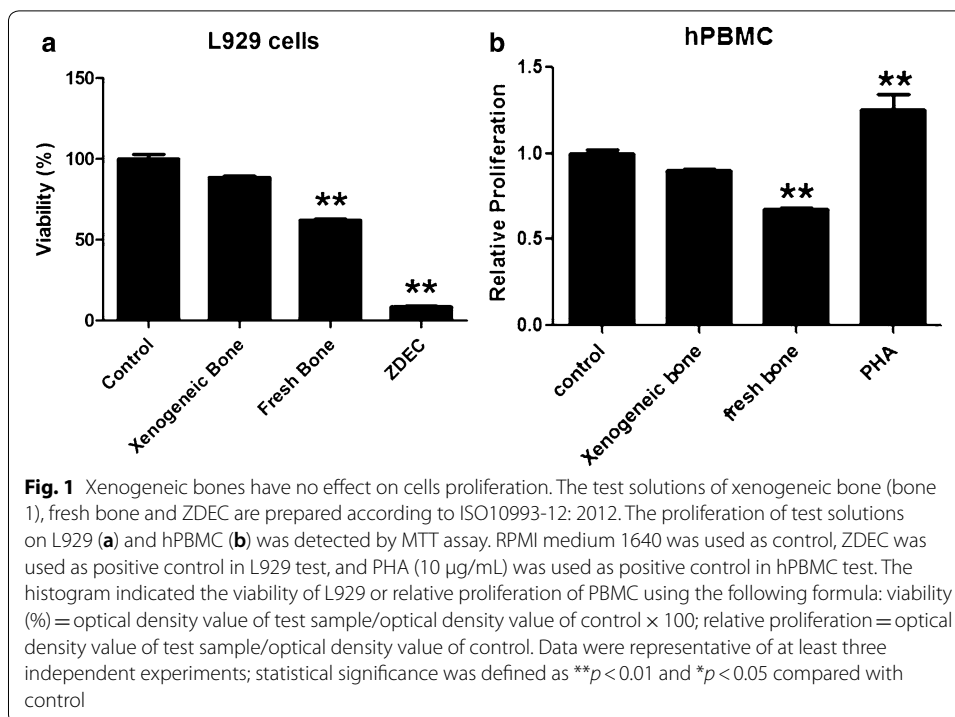 a
L929 cells
Viability (%)
150
100
50
0
**
**
Control
Xenogeneic Bone
Fresh Bone
ZDEC
b
hPBMC
Relative Proliferation
1.5
1.0
0.5
0.0
**
**
control
Xenogeneic bone
fresh bone
PHA
Fig. 1 Xenogeneic bones have no effect on cells proliferation. The test solutions of xenogeneic bone (bone
1), fresh bone and ZDEC are prepared according to ISO10993-12: 2012. The proliferation of test solutions
on L929 (a) and hPBMC (b) was detected by MTT assay. RPMI medium 1640 was used as control, ZDEC was
used as positive control in L929 test, and PHA (10 μg/mL) was used as positive control in hPBMC test. The
histogram indicated the viability of L929 or relative proliferation of PBMC using the following formula: viability
(%) = optical density value of test sample/optical density value of control × 100; relative proliferation = optical
density value of test sample/optical density value of control. Data were representative of at least three
independent experiments; statistical significance was defined as **p < 0.01 and *p < 0.05 compared with
control